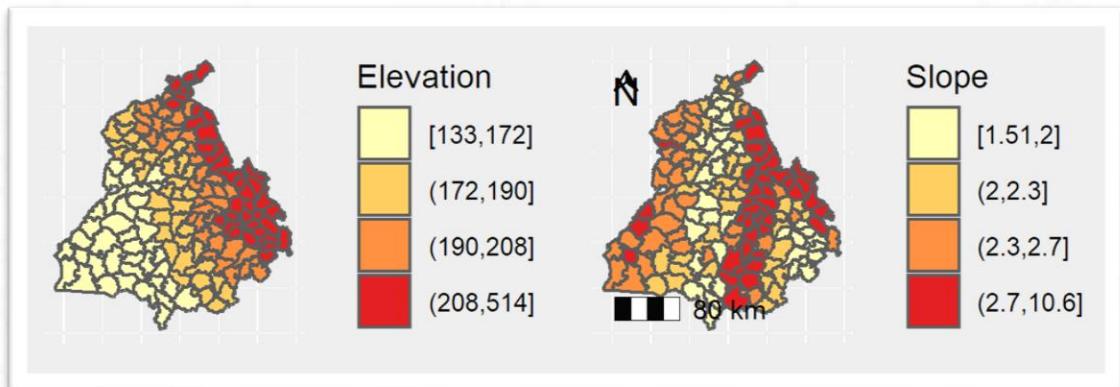 Elevation
[133,172]
(172,190]
(190,208]
(208,514]
N
80 km
Slope
[1.51,2]
(2,2.3]
(2.3,2.7]
(2.7,10.6]